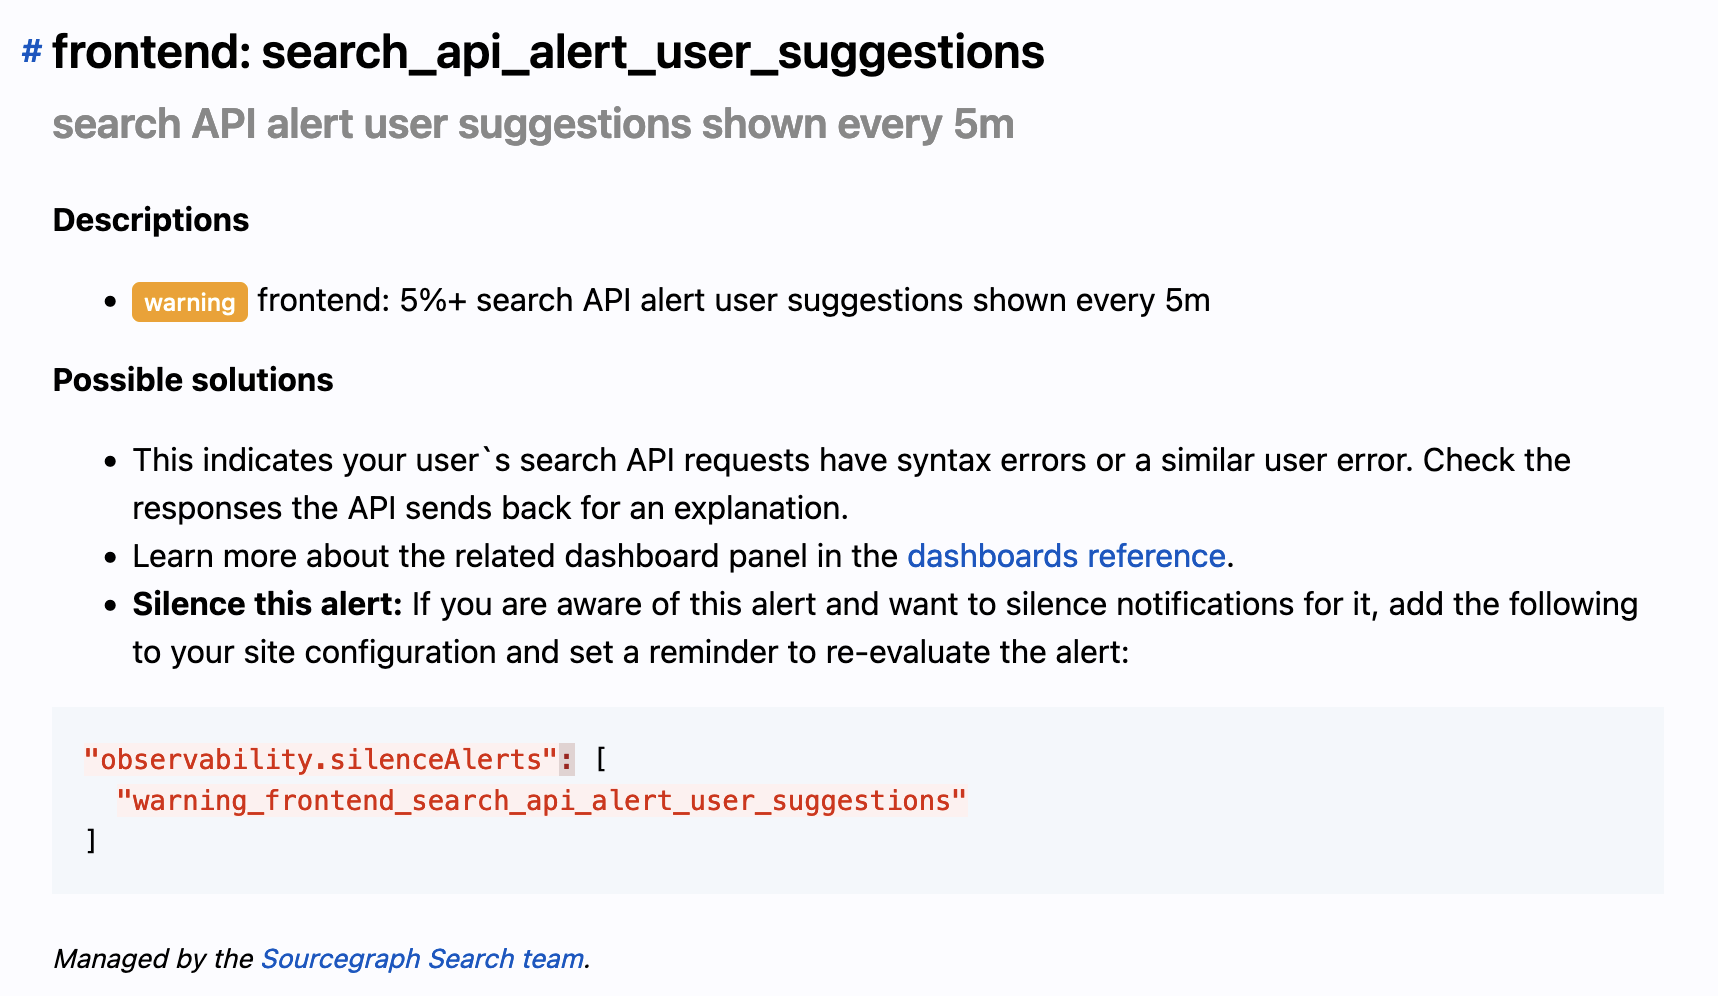 # frontend: search_api_alert_user_suggestions
search API alert user suggestions shown every 5m
Descriptions
• warning frontend: 5%+ search API alert user suggestions shown every 5m
Possible solutions
• This indicates your user`s search API requests have syntax errors or a similar user error. Check the
responses the API sends back for an explanation.
• Learn more about the related dashboard panel in the dashboards reference.
• Silence this alert: If you are aware of this alert and want to silence notifications for it, add the following
to your site configuration and set a reminder to re-evaluate the alert:
"observability.silenceAlerts": [
  "warning_frontend_search_api_alert_user_suggestions"
]
Managed by the Sourcegraph Search team.